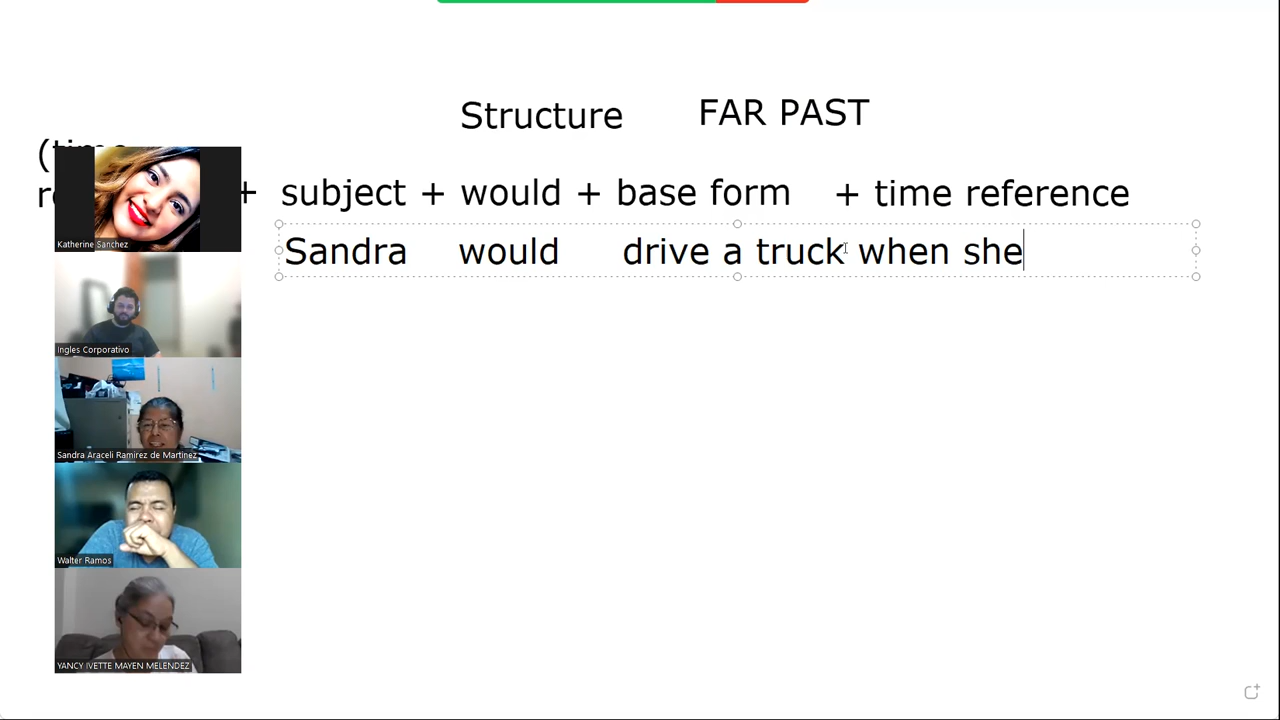 Structure FAR PAST
+ subject + would + base form + time reference
Sandra would drive a truck when she
Katherine Sanchez
Ingles Corporativo
Sandra Araceli Ramirez de Martinez
Walter Ramos
YANCY IVETTE MAYEN MELENDEZ